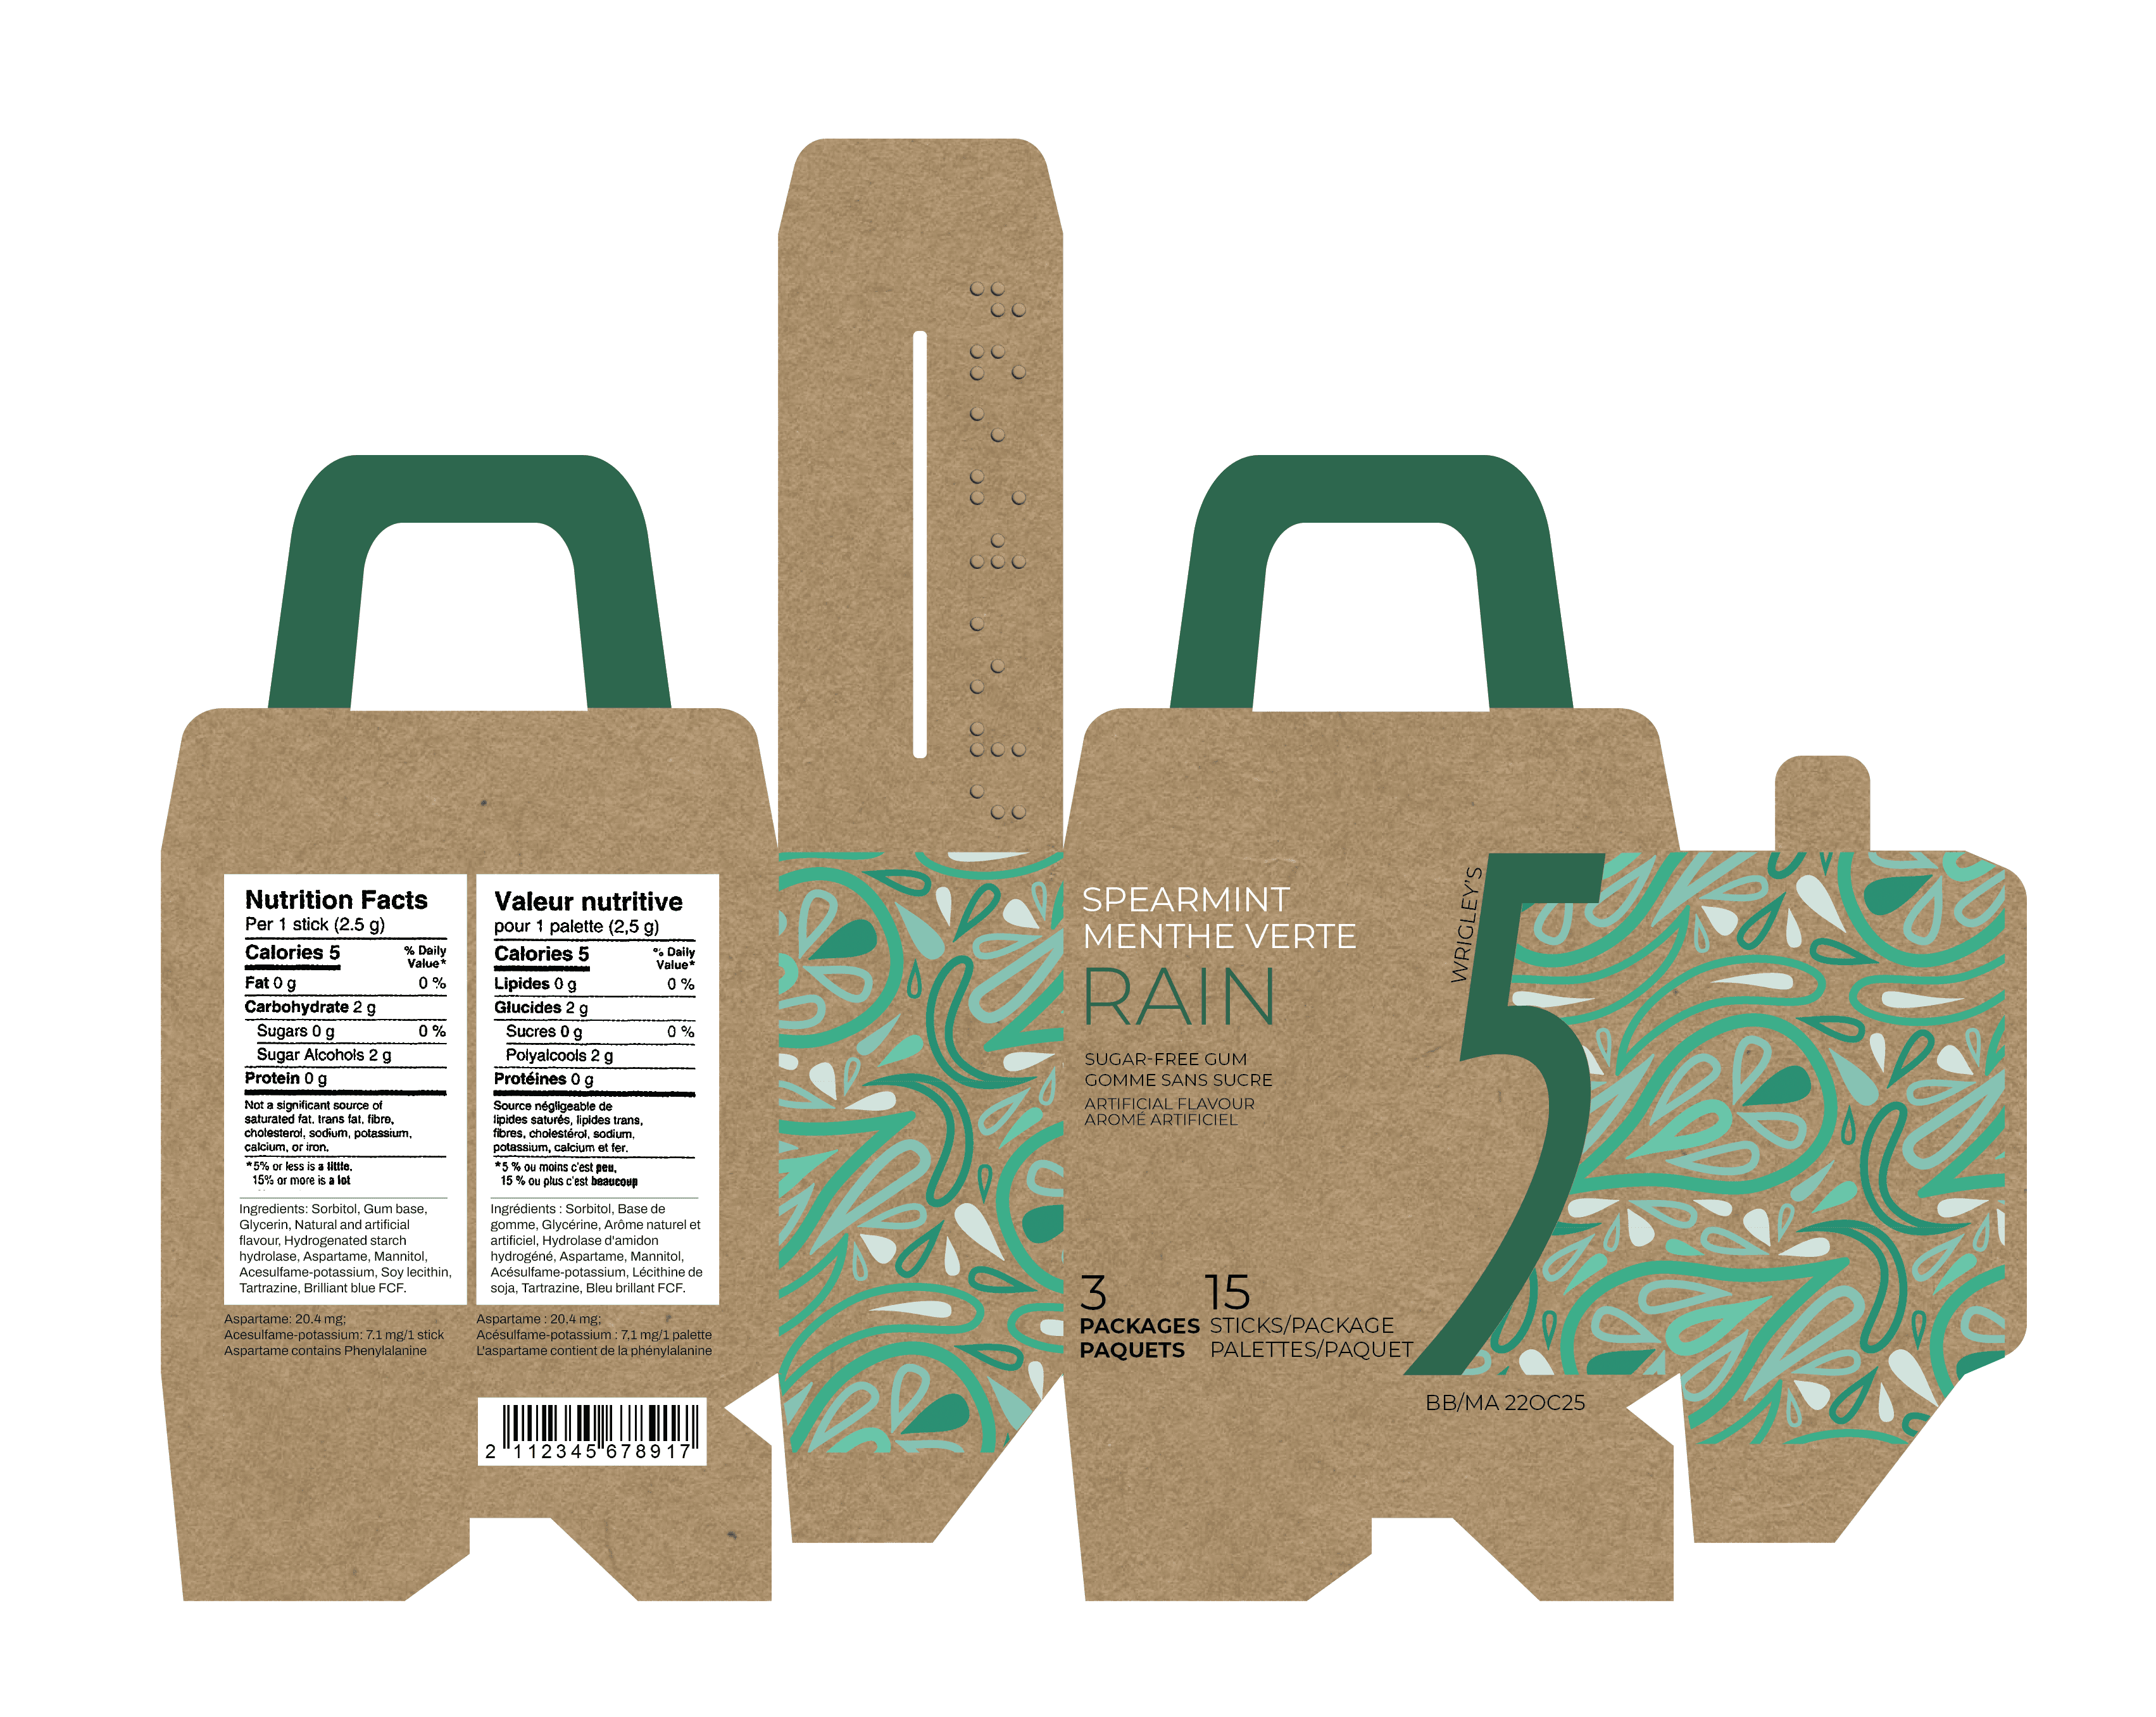 ⠎⠏⠑⠁⠗⠍⠊⠝⠞
Nutrition Facts
Per 1 stick (2.5 g)
Calories 5
% Daily
Value*
Fat 0 g 0 %
Carbohydrate 2 g
Sugars 0 g 0 %
Sugar Alcohols 2 g
Protein 0 g
Not a significant source of
saturated fat, trans fat, fibre,
cholesterol, sodium, potassium,
calcium, or iron.
*5% or less is a little,
15% or more is a lot
Ingredients: Sorbitol, Gum base,
Glycerin, Natural and artificial
flavour, Hydrogenated starch
hydrolase, Aspartame, Mannitol,
Acesulfame-potassium, Soy lecithin,
Tartrazine, Brilliant blue FCF.
Aspartame: 20.4 mg;
Acesulfame-potassium: 7.1 mg/1 stick
Aspartame contains Phenylalanine
Valeur nutritive
pour 1 palette (2,5 g)
Calories 5
% Daily
Value*
Lipides 0 g 0 %
Glucides 2 g
Sucres 0 g 0 %
Polyalcools 2 g
Protéines 0 g
Source négligeable de
lipides saturés, lipides trans,
fibres, cholestérol, sodium,
potassium, calcium et fer.
*5 % ou moins c'est peu,
15 % ou plus c'est beaucoup
Ingrédients : Sorbitol, Base de
gomme, Glycérine, Arôme naturel et
artificiel, Hydrolase d'amidon
hydrogéné, Aspartame, Mannitol,
Acésulfame-potassium, Lécithine de
soja, Tartrazine, Bleu brillant FCF.
Aspartame : 20,4 mg;
Acésulfame-potassium : 7,1 mg/1 palette
L'aspartame contient de la phénylalanine
2 112345 678917
SPEARMINT
MENTHE VERTE
RAIN
SUGAR-FREE GUM
GOMME SANS SUCRE
ARTIFICIAL FLAVOUR
AROMÉ ARTIFICIEL
WRIGLEY'S
5
3
PACKAGES
PAQUETS
15
STICKS/PACKAGE
PALETTES/PAQUET
BB/MA 22OC25